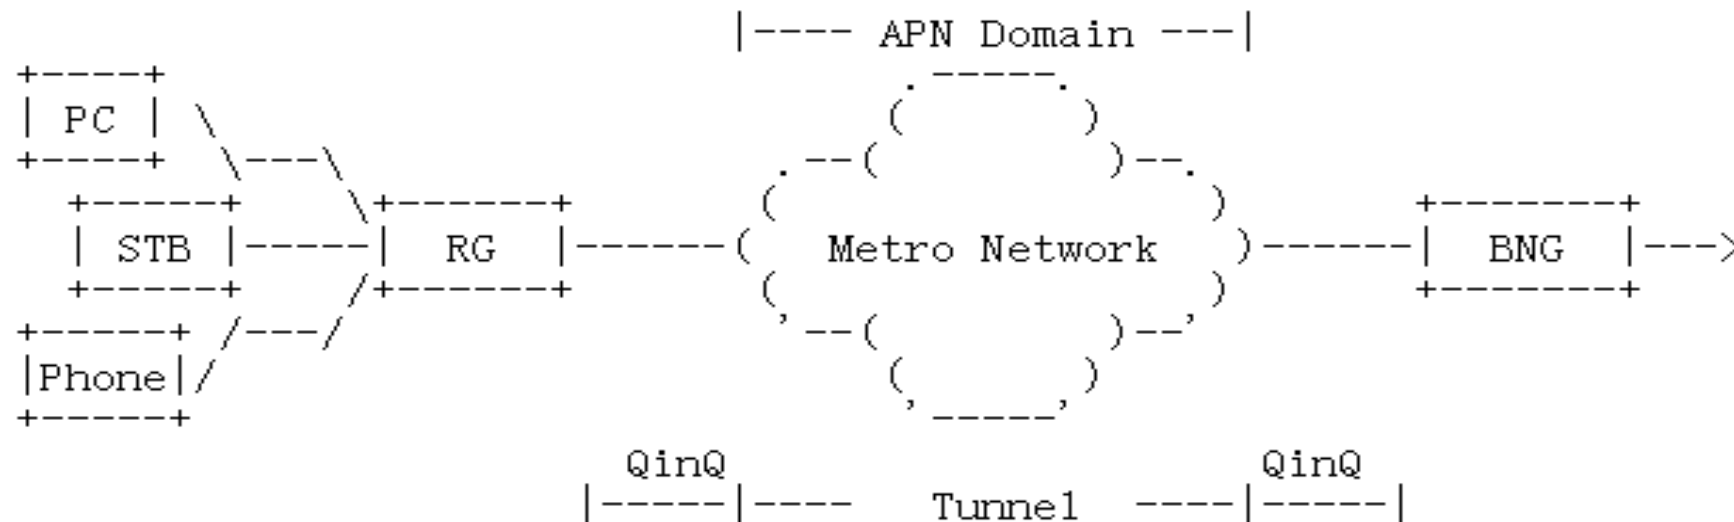 |---- APN Domain ---|
PC
STB
RG
Metro Network
BNG
Phone
QinQ QinQ
|-----|---- Tunnel ----|-----|